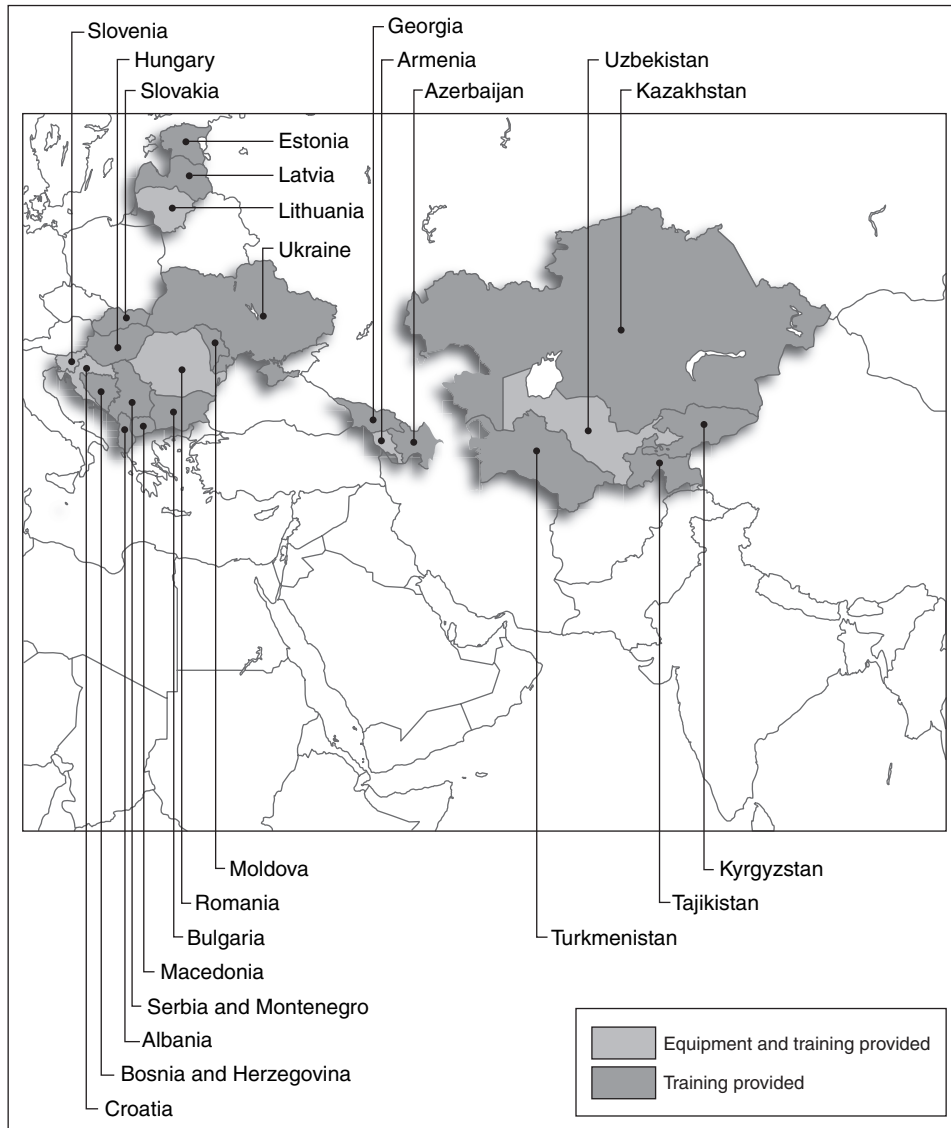 Slovenia
Hungary
Slovakia
Georgia
Armenia
Azerbaijan
Uzbekistan
Kazakhstan
Estonia
Latvia
Lithuania
Ukraine
Moldova
Romania
Bulgaria
Macedonia
Serbia and Montenegro
Albania
Bosnia and Herzegovina
Croatia
Kyrgyzstan
Tajikistan
Turkmenistan
Equipment and training provided
Training provided